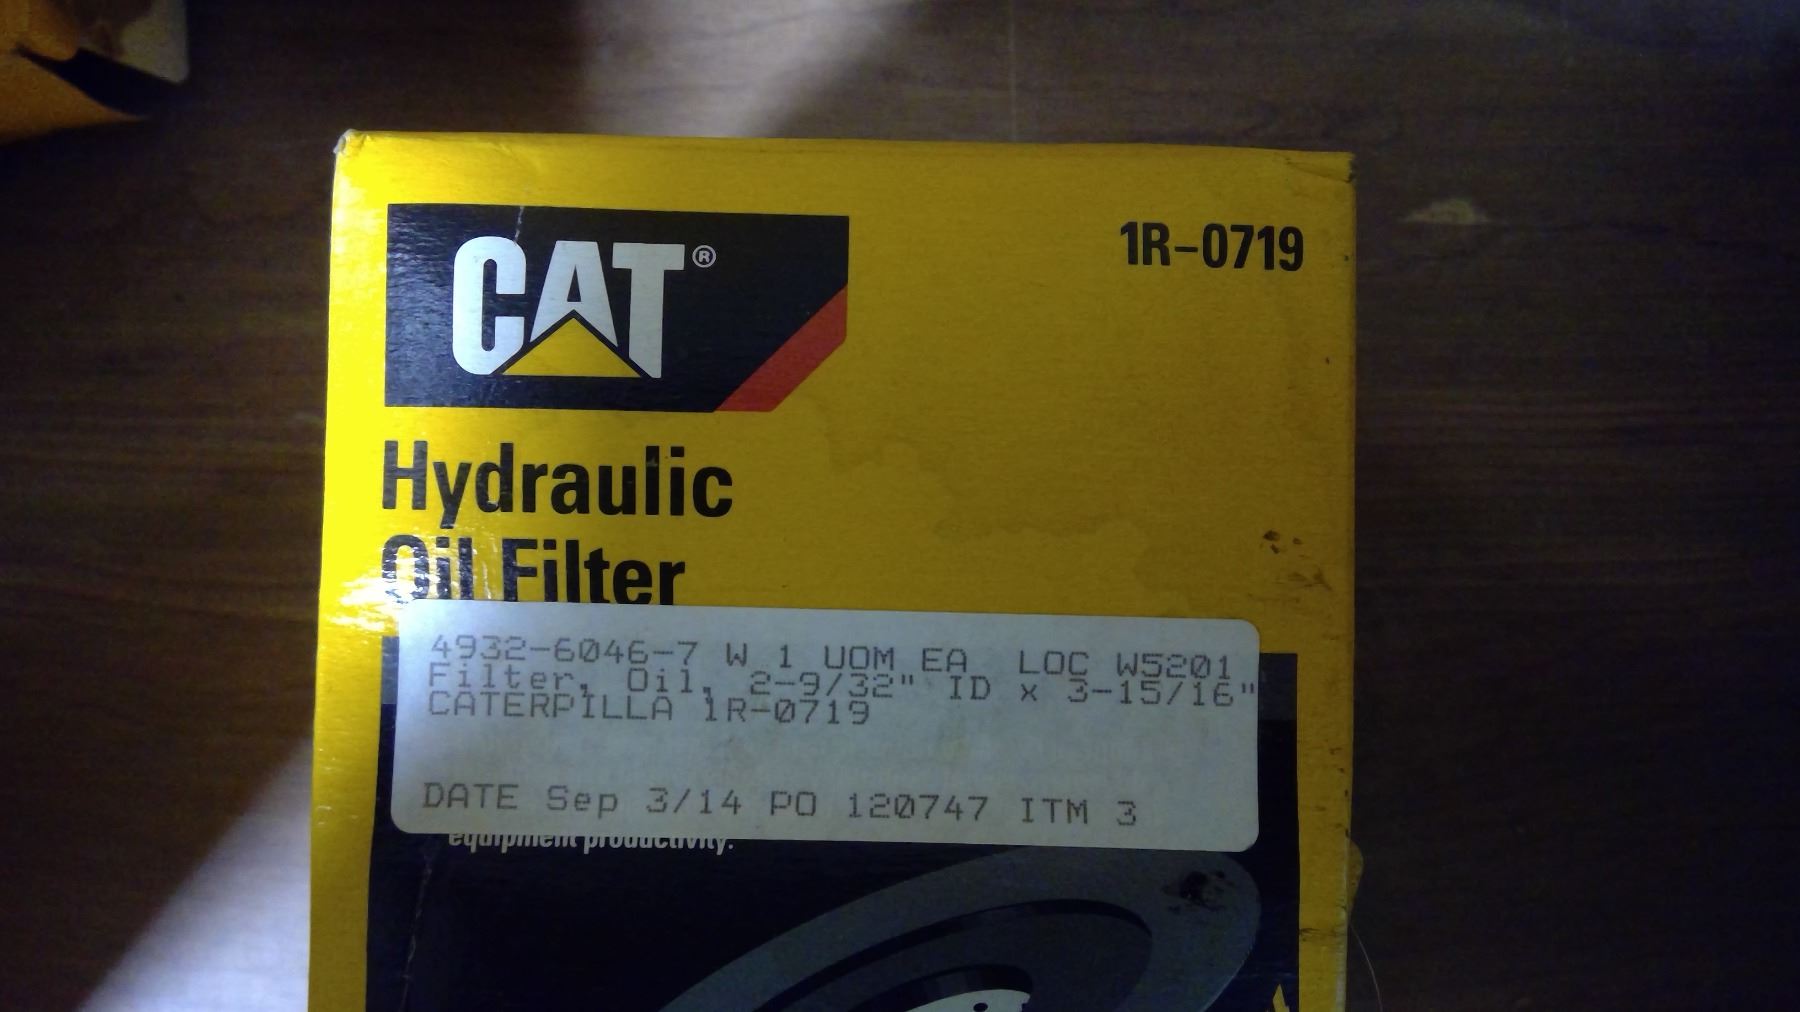 CAT®
1R-0719
Hydraulic
Oil Filter
4932-6046-7 W 1 UOM EA LOC W5201
Filter, Oil, 2-9/32" ID x 3-15/16"
CATERPILLA 1R-0719
DATE Sep 3/14 PO 120747 ITM 3
equipment productivity.